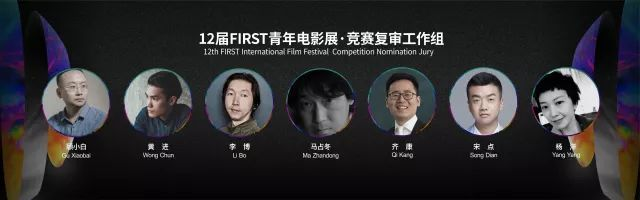 12届FIRST青年电影展·竞赛复审工作组
12th FIRST International Film Festival Competition Nomination Jury
顾小白 黄 进 李 博 马占冬 齐 康 宋 点 杨 洋
Gu Xiaobai Wong Chun Li Bo Ma Zhandong Qi Kang Song Dian Yang Yang